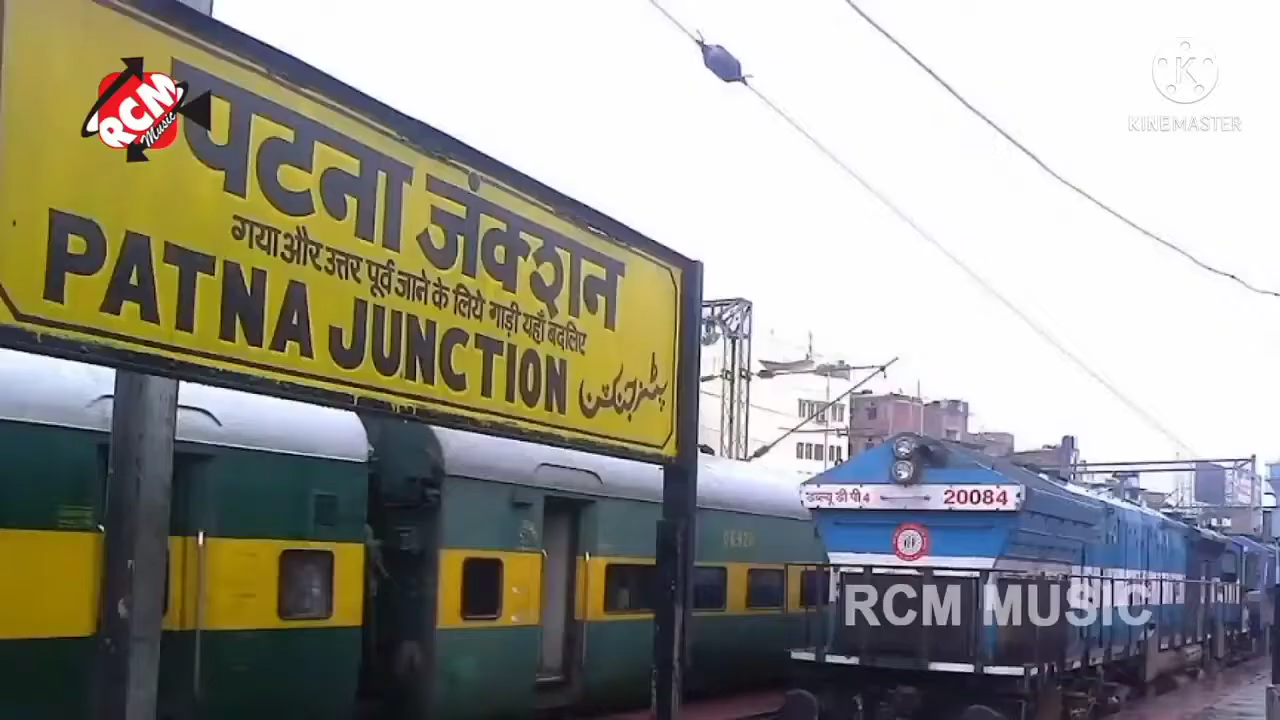 RCM
Music
K
KINEMASTER
पटना जंक्शन
गया और उत्तर पूर्व जाने के लिये गाड़ी यहाँ बदलिए
PATNA JUNCTION
پٹنہ جنکشن
डब्ल्यू डी पी 4
20084
RCM MUSIC